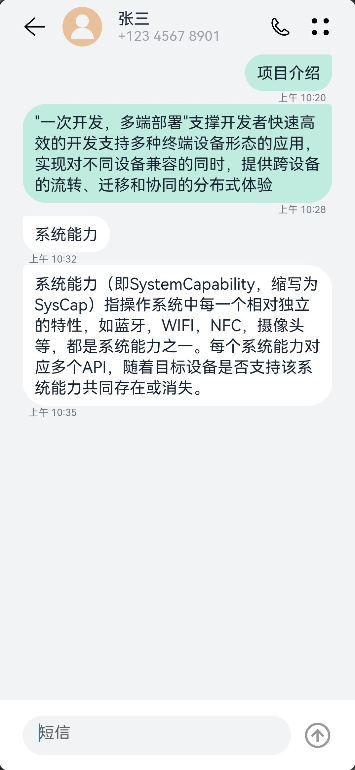 张三
+123 4567 8901
项目介绍
上午 10:20
"一次开发，多端部署"支撑开发者快速高
效的开发支持多种终端设备形态的应用，
实现对不同设备兼容的同时，提供跨设备
的流转、迁移和协同的分布式体验
上午 10:28
系统能力
上午 10:32
系统能力（即SystemCapability，缩写为
SysCap）指操作系统中每一个相对独立
的特性，如蓝牙，WIFI，NFC，摄像头
等，都是系统能力之一。每个系统能力对
应多个API，随着目标设备是否支持该系
统能力共同存在或消失。
上午 10:35
短信